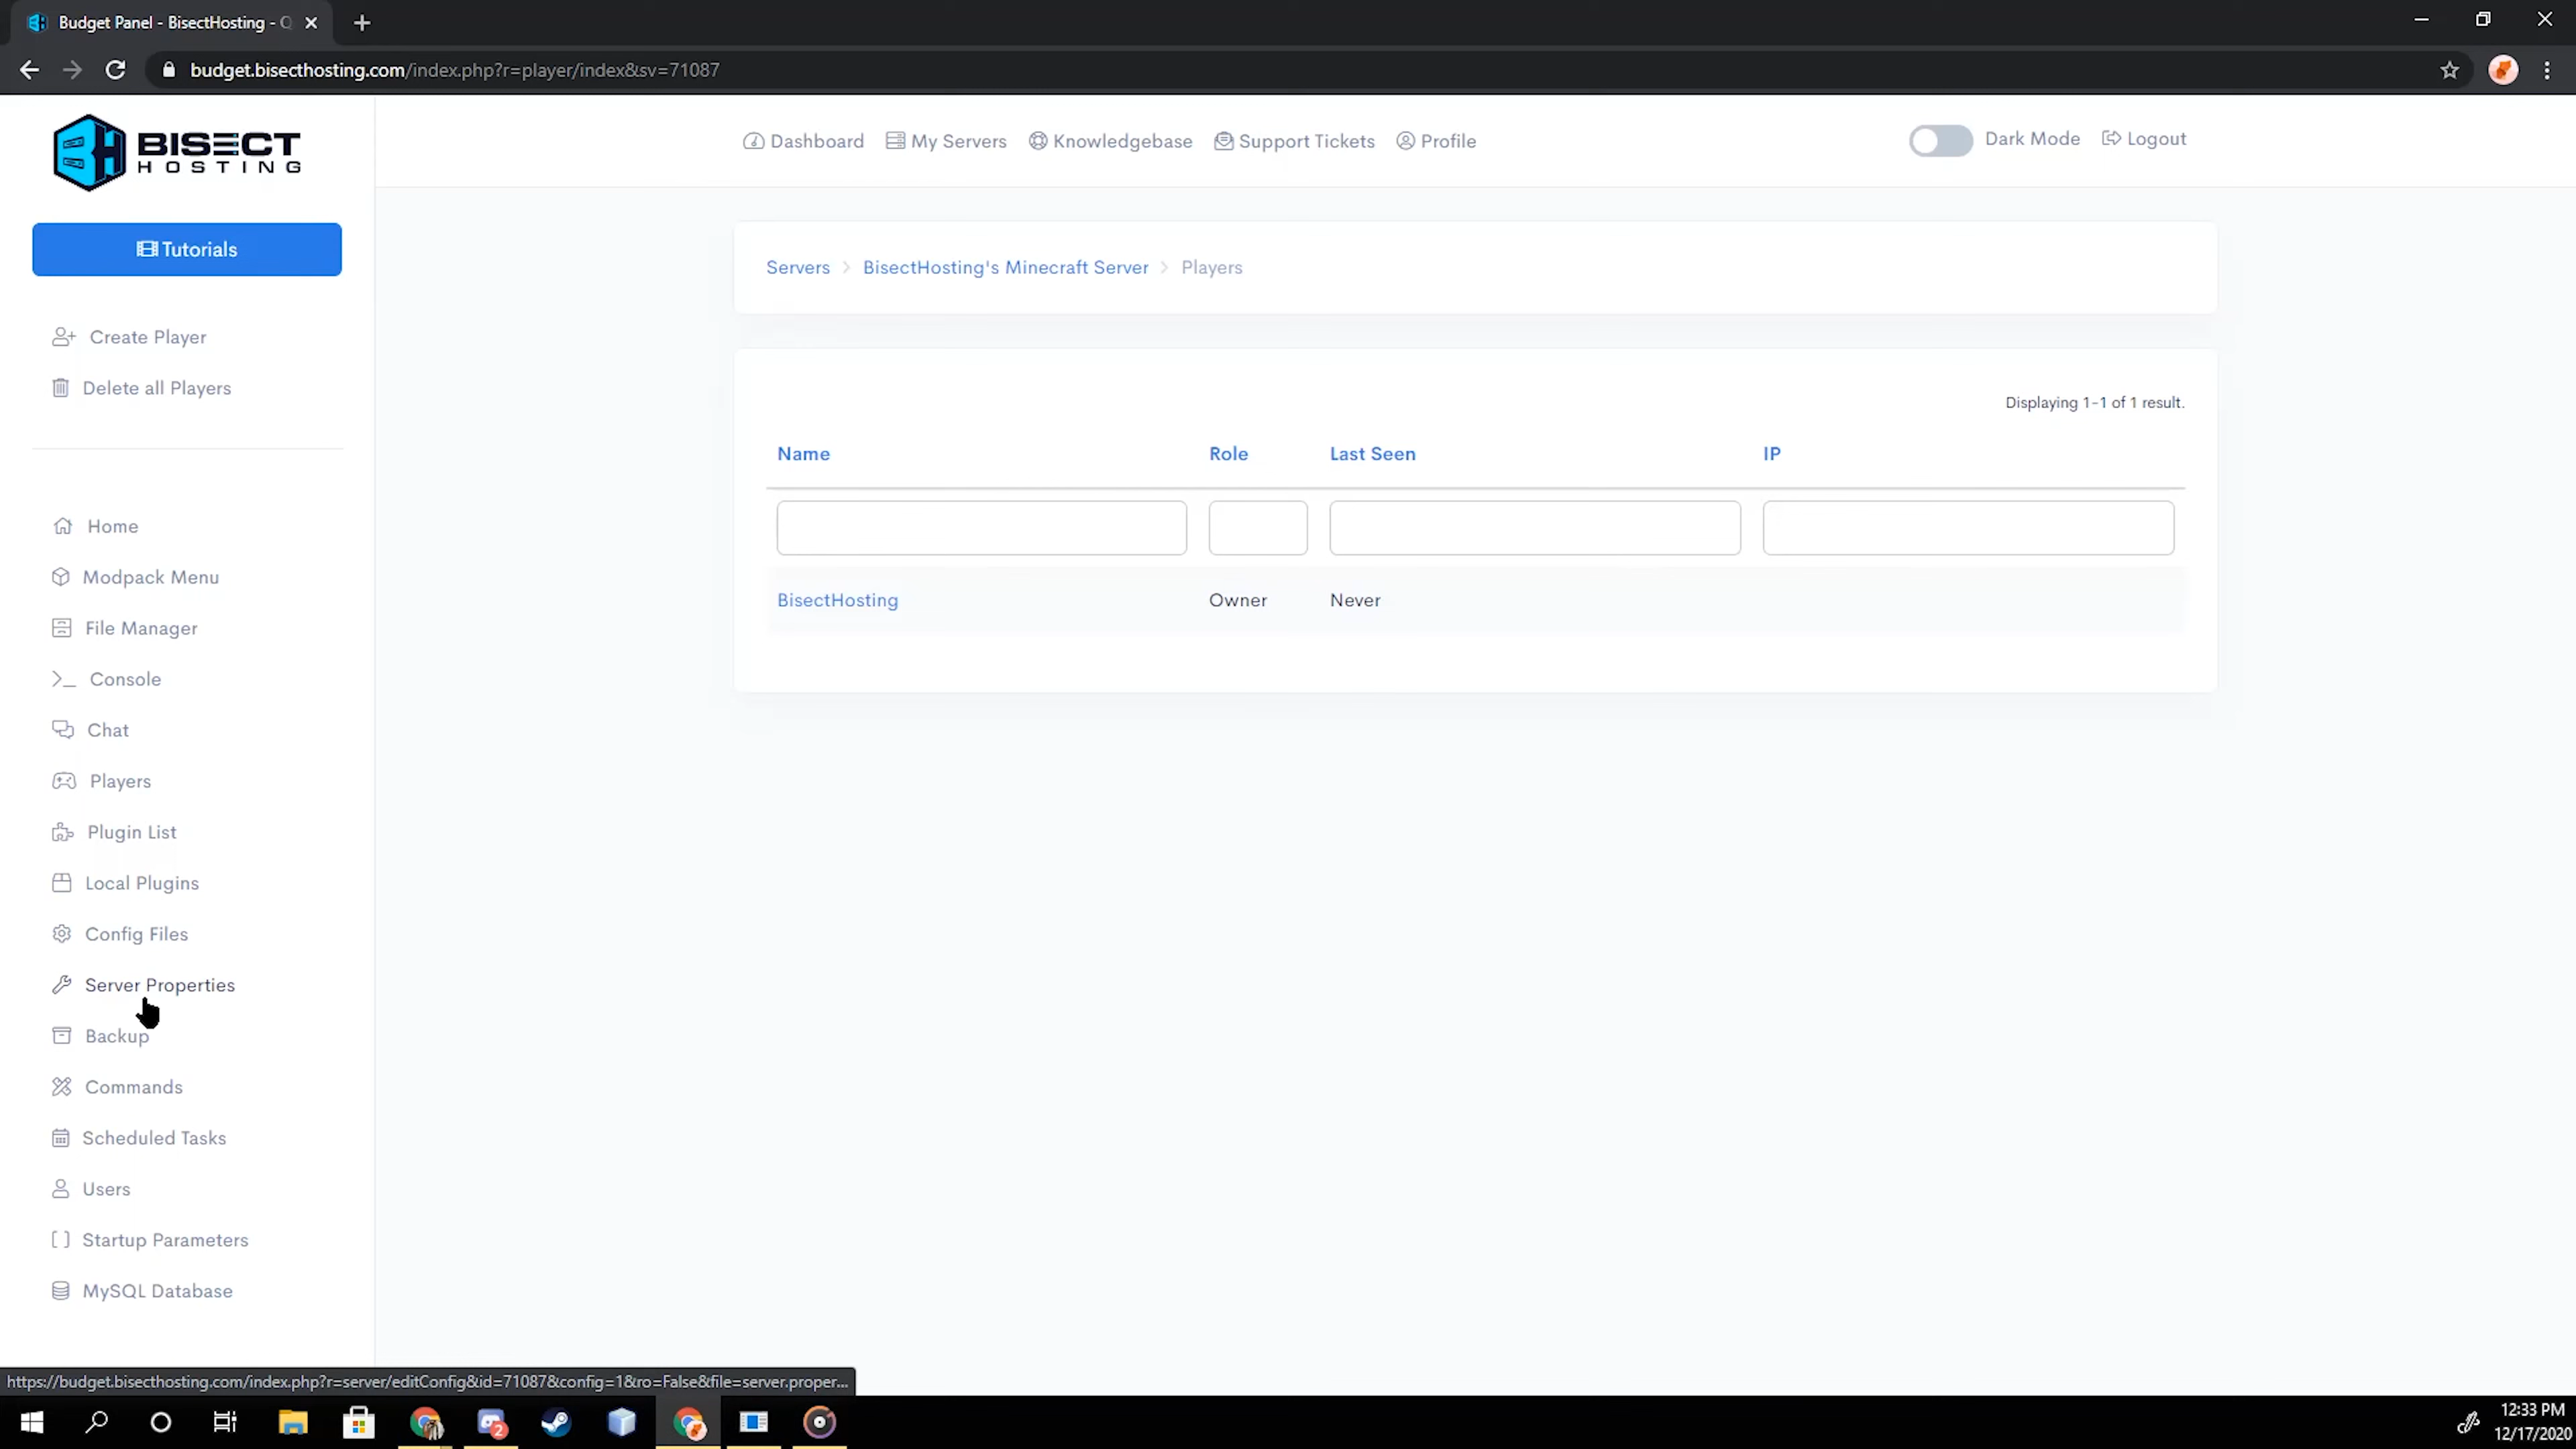 Budget Panel - BisectHosting -
budget.bisecthosting.com/index.php?r=player/index&sv=71087
BISECT
HOSTING
Dashboard My Servers Knowledgebase Support Tickets Profile
Dark Mode Logout
Tutorials
Servers > BisectHosting's Minecraft Server > Players
Create Player
Delete all Players
Displaying 1-1 of 1 result.
Name Role Last Seen IP
BisectHosting Owner Never
Home
Modpack Menu
File Manager
Console
Chat
Players
Plugin List
Local Plugins
Config Files
Server Properties
Backup
Commands
Scheduled Tasks
Users
Startup Parameters
MySQL Database
https://budget.bisecthosting.com/index.php?r=server/editConfig&id=71087&config=1&ro=False&file=server.proper...
2
12:33 PM
12/17/2020